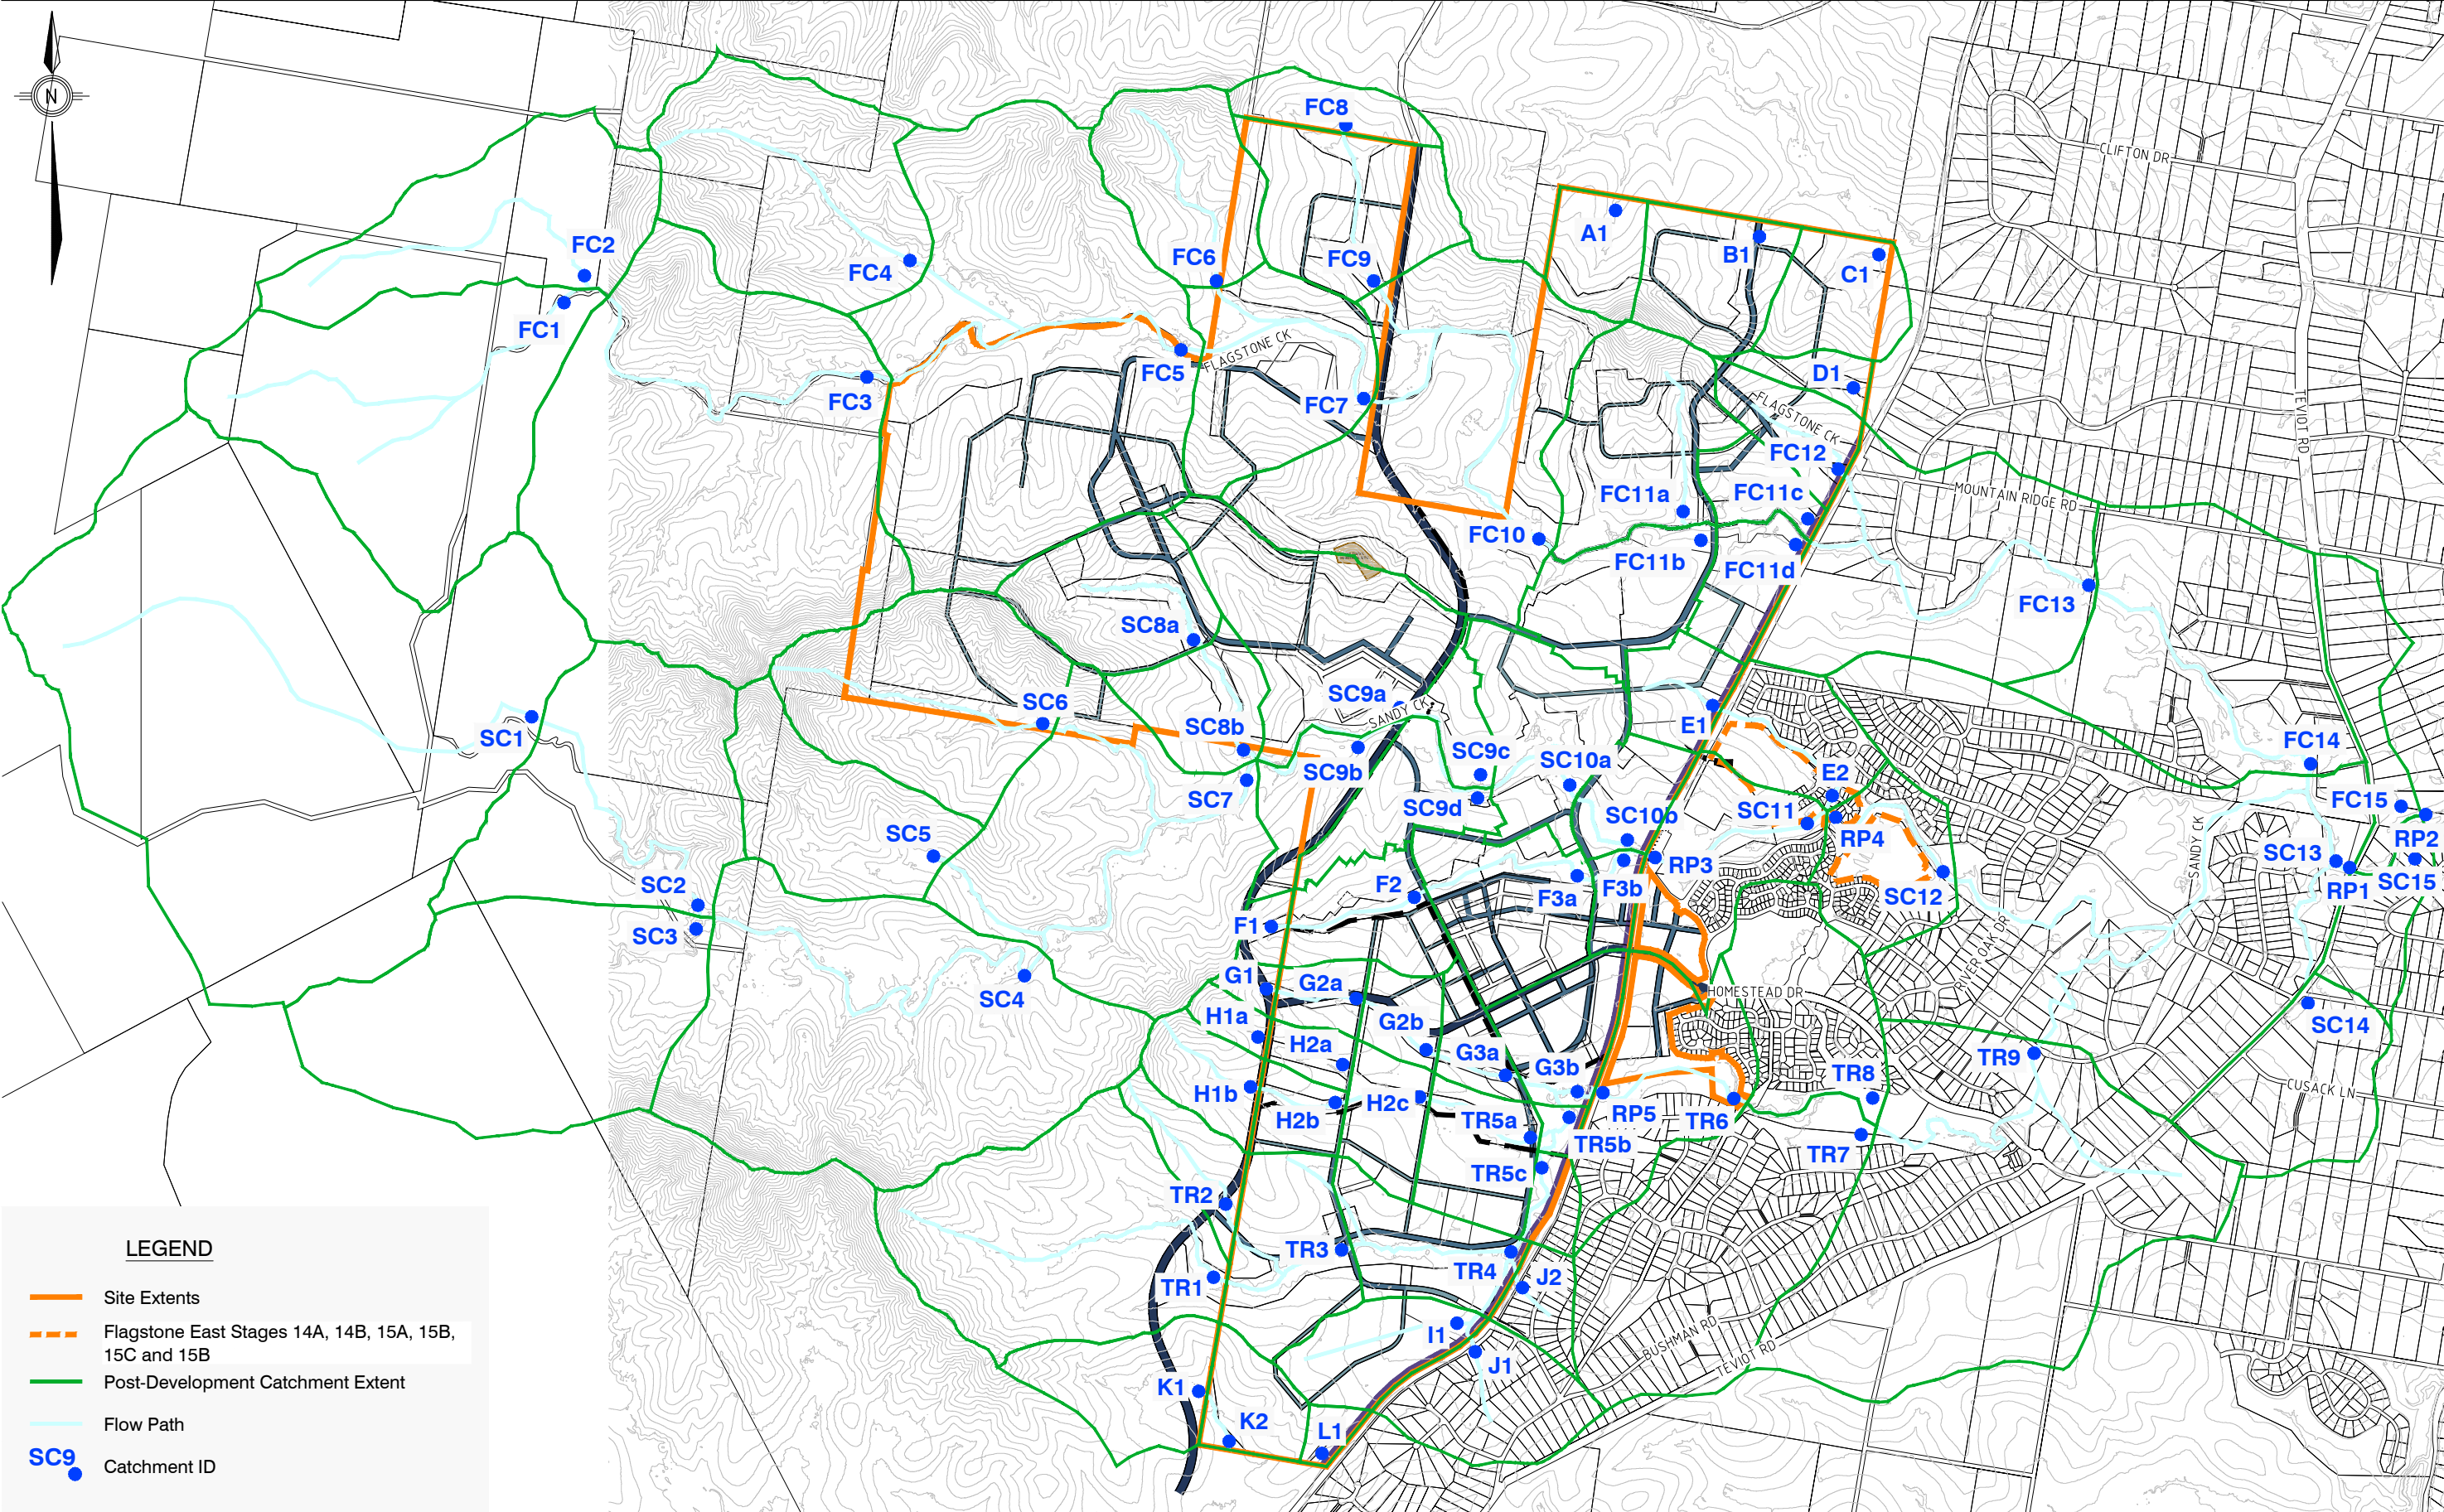 N
FC8
CLIFTON DR
A1
B1
C1
FC2
FC4
FC6
FC9
FC1
FLAGSTONE CK
FC5
FC3
FC7
D1
FLAGSTONE CK
TEVIOT RD
FC12
FC11a
FC11c
MOUNTAIN RIDGE RD
FC10
FC11b
FC11d
FC13
SC8a
SC6
SC9a
SANDY CK
SC1
SC8b
E1
FC14
SC9b
SC9c
SC10a
E2
SC7
SC9d
SC10b
SC11
FC15
SC5
RP4
RP2
SANDY CK
SC13
RP3
SC2
F2
F3a
F3b
SC12
RP1
SC15
F1
SC3
RIVER OAK DR
G1
G2a
SC4
HOMESTEAD DR
H1a
G2b
SC14
H2a
G3a
G3b
TR9
TR8
H1b
H2b
H2c
CUSACK LN
TR5a
RP5
TR6
TR5b
TR7
TR5c
TR2
TR3
TR4
TR1
J2
I1
BUSHMAN RD
TEVIOT RD
J1
K1
K2
L1
LEGEND
Site Extents
Flagstone East Stages 14A, 14B, 15A, 15B,
15C and 15B
Post-Development Catchment Extent
Flow Path
SC9
Catchment ID